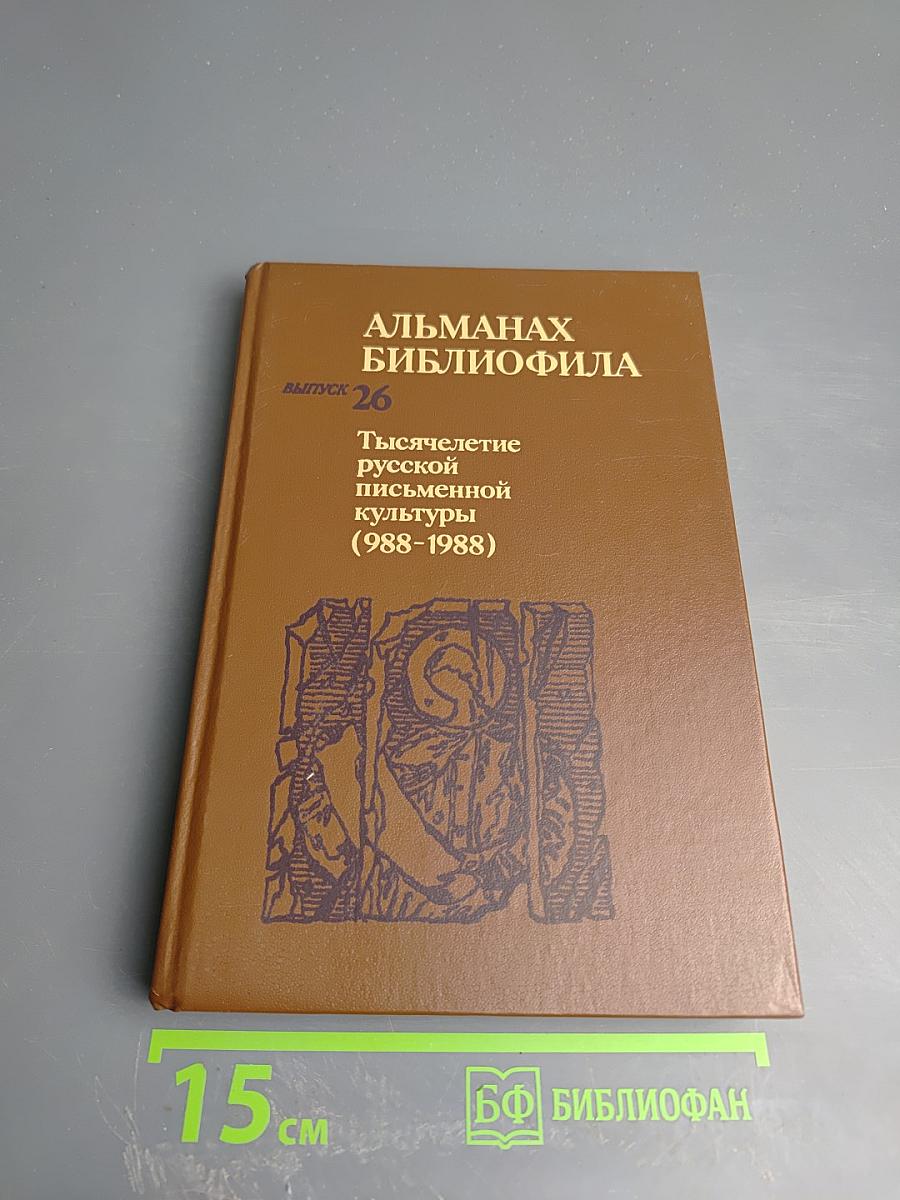 АЛЬМАНАХ
БИБЛИОФИЛА
ВЫПУСК 26
Тысячелетие
русской
письменной
культуры
(988-1988)
15 см
БФ БИБЛИОФАН